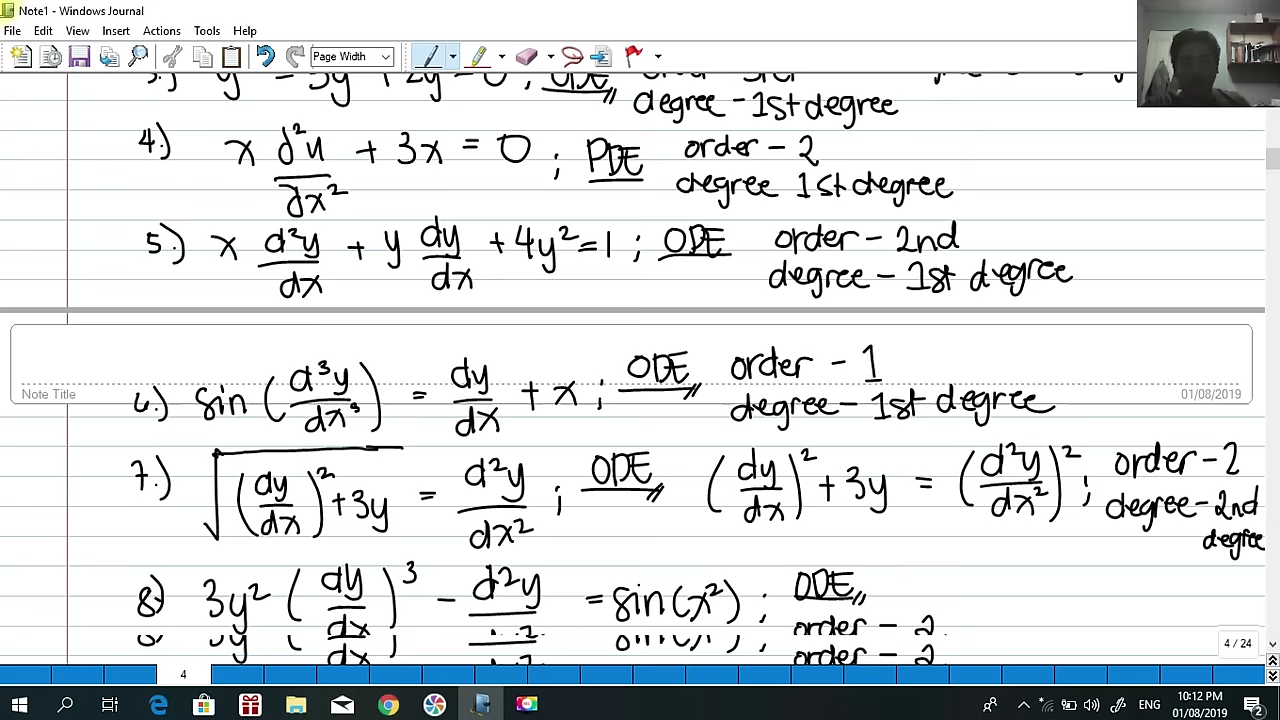 Note1 - Windows Journal
File Edit View Insert Actions Tools Help
Page Width
degree - 1st degree
4.) x ∂²u/∂x² + 3x = 0 ; PDE order - 2
degree 1st degree
5.) x d²y/dx + y dy/dx + 4y² = 1 ; ODE order - 2nd
degree - 1st degree
6.) sin (d³y/dx³) = dy/dx + x ; ODE order - 1
degree - 1st degree
Note Title 01/08/2019
7.) √((dy/dx)² + 3y) = d²y/dx² ; ODE (dy/dx)² + 3y = (d²y/dx²)² ; order - 2
degree - 2nd
degree
8.) 3y² (dy/dx)³ - d²y = sin(x²) ; ODE
order - 2
order - 2
4 / 24
4
ENG
10:12 PM
01/08/2019
2